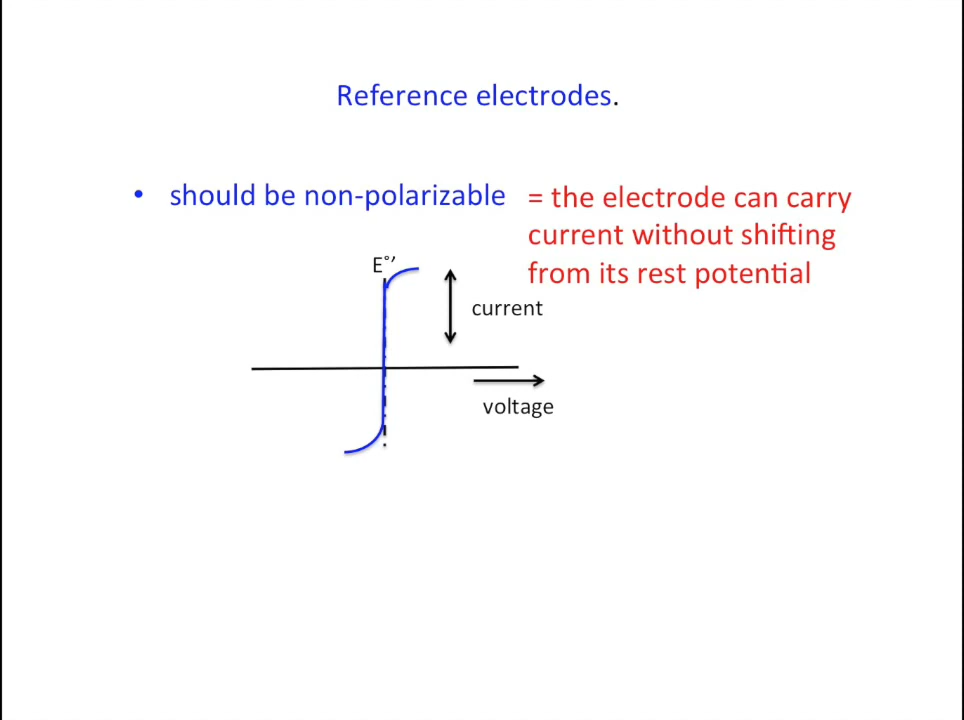 Reference electrodes.
• should be non-polarizable
= the electrode can carry
current without shifting
from its rest potential
E°′
current
voltage